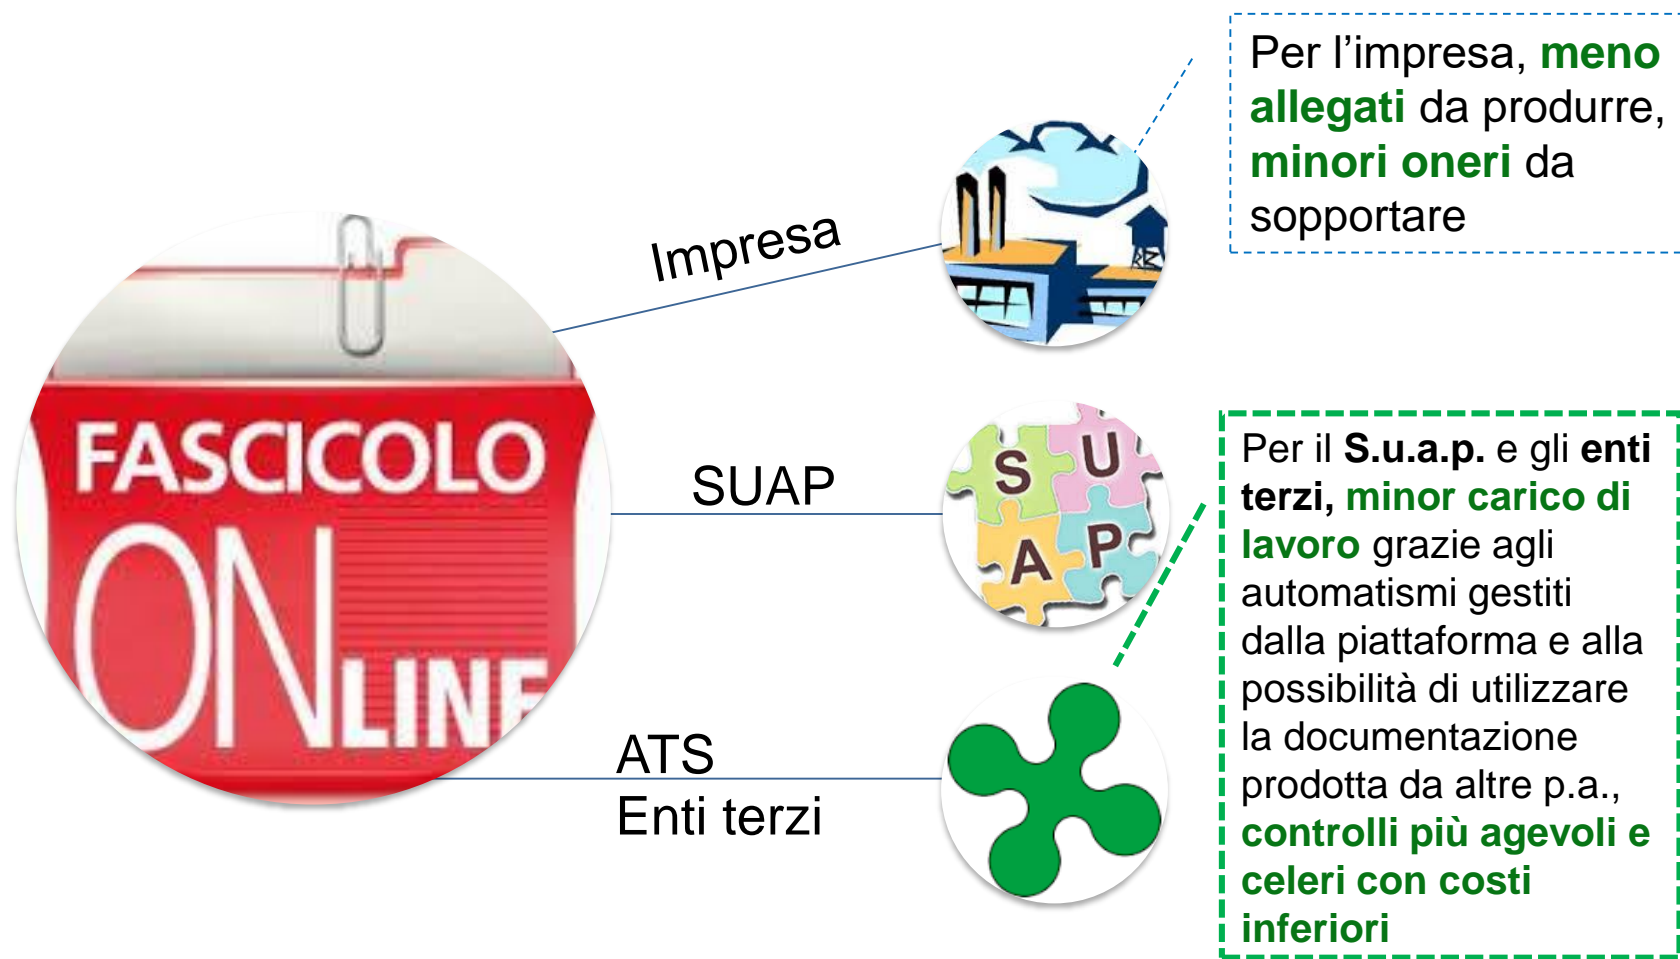 Per l’impresa, meno
allegati da produrre,
minori oneri da
sopportare
Impresa
FASCICOLO
ONLINE
SUAP
S U
A P
ATS
Enti terzi
Per il S.u.a.p. e gli enti
terzi, minor carico di
lavoro grazie agli
automatismi gestiti
dalla piattaforma e alla
possibilità di utilizzare
la documentazione
prodotta da altre p.a.,
controlli più agevoli e
celeri con costi
inferiori